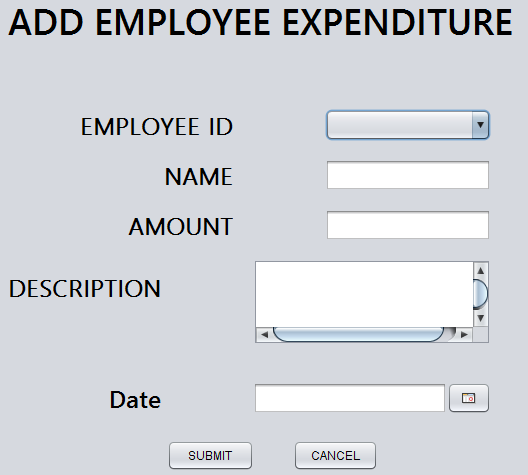 ADD EMPLOYEE EXPENDITURE
EMPLOYEE ID
NAME
AMOUNT
DESCRIPTION
Date
SUBMIT CANCEL